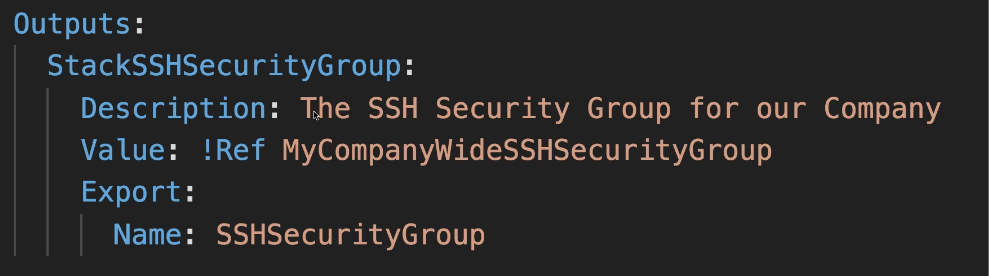 Outputs:
StackSSHSecurityGroup:
Description: The SSH Security Group for our Company
Value: !Ref MyCompanyWideSSHSecurityGroup
Export:
Name: SSHSecurityGroup